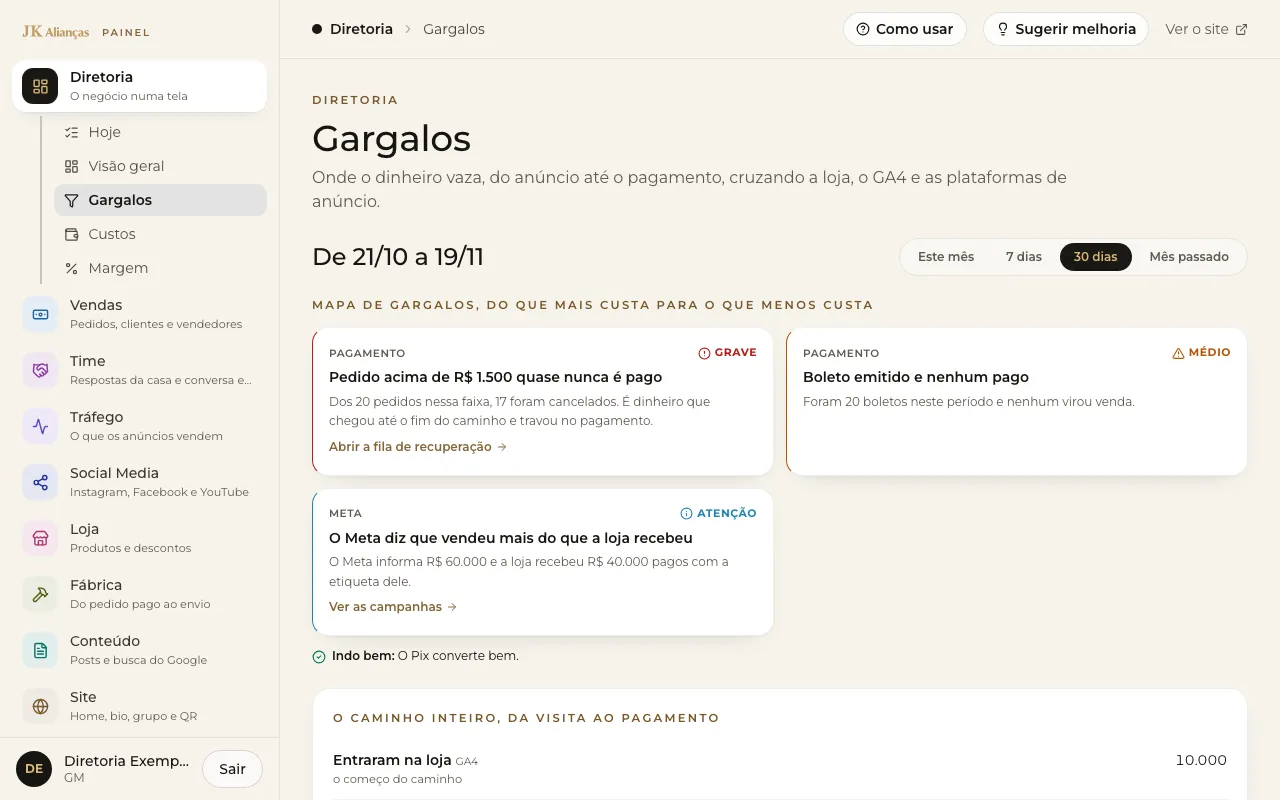 JK Alianças PAINEL
Diretoria
O negócio numa tela
Hoje
Visão geral
Gargalos
Custos
Margem
Vendas
Pedidos, clientes e vendedores
Time
Respostas da casa e conversa e...
Tráfego
O que os anúncios vendem
Social Media
Instagram, Facebook e YouTube
Loja
Produtos e descontos
Fábrica
Do pedido pago ao envio
Conteúdo
Posts e busca do Google
Site
Home, bio, grupo e QR
DE
Diretoria Exemp...
GM
Sair
Diretoria > Gargalos
Como usar
Sugerir melhoria
Ver o site
DIRETORIA
Gargalos
Onde o dinheiro vaza, do anúncio até o pagamento, cruzando a loja, o GA4 e as plataformas de
anúncio.
De 21/10 a 19/11
Este mês
7 dias
30 dias
Mês passado
MAPA DE GARGALOS, DO QUE MAIS CUSTA PARA O QUE MENOS CUSTA
PAGAMENTO
GRAVE
Pedido acima de R$ 1.500 quase nunca é pago
Dos 20 pedidos nessa faixa, 17 foram cancelados. É dinheiro que
chegou até o fim do caminho e travou no pagamento.
Abrir a fila de recuperação →
PAGAMENTO
MÉDIO
Boleto emitido e nenhum pago
Foram 20 boletos neste período e nenhum virou venda.
META
ATENÇÃO
O Meta diz que vendeu mais do que a loja recebeu
O Meta informa R$ 60.000 e a loja recebeu R$ 40.000 pagos com a
etiqueta dele.
Ver as campanhas →
Indo bem: O Pix converte bem.
O CAMINHO INTEIRO, DA VISITA AO PAGAMENTO
Entraram na loja GA4
10.000
o começo do caminho